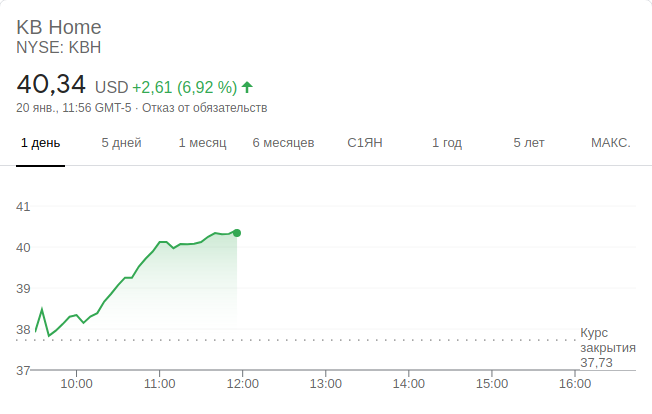 KB Home
NYSE: KBH
40,34 USD +2,61 (6,92 %)
20 янв., 11:56 GMT-5 · Отказ от обязательств
1 день 5 дней 1 месяц 6 месяцев С1ЯН 1 год 5 лет МАКС.
41
40
39
38
37
Курс
закрытия
37,73
10:00 11:00 12:00 13:00 14:00 15:00 16:00